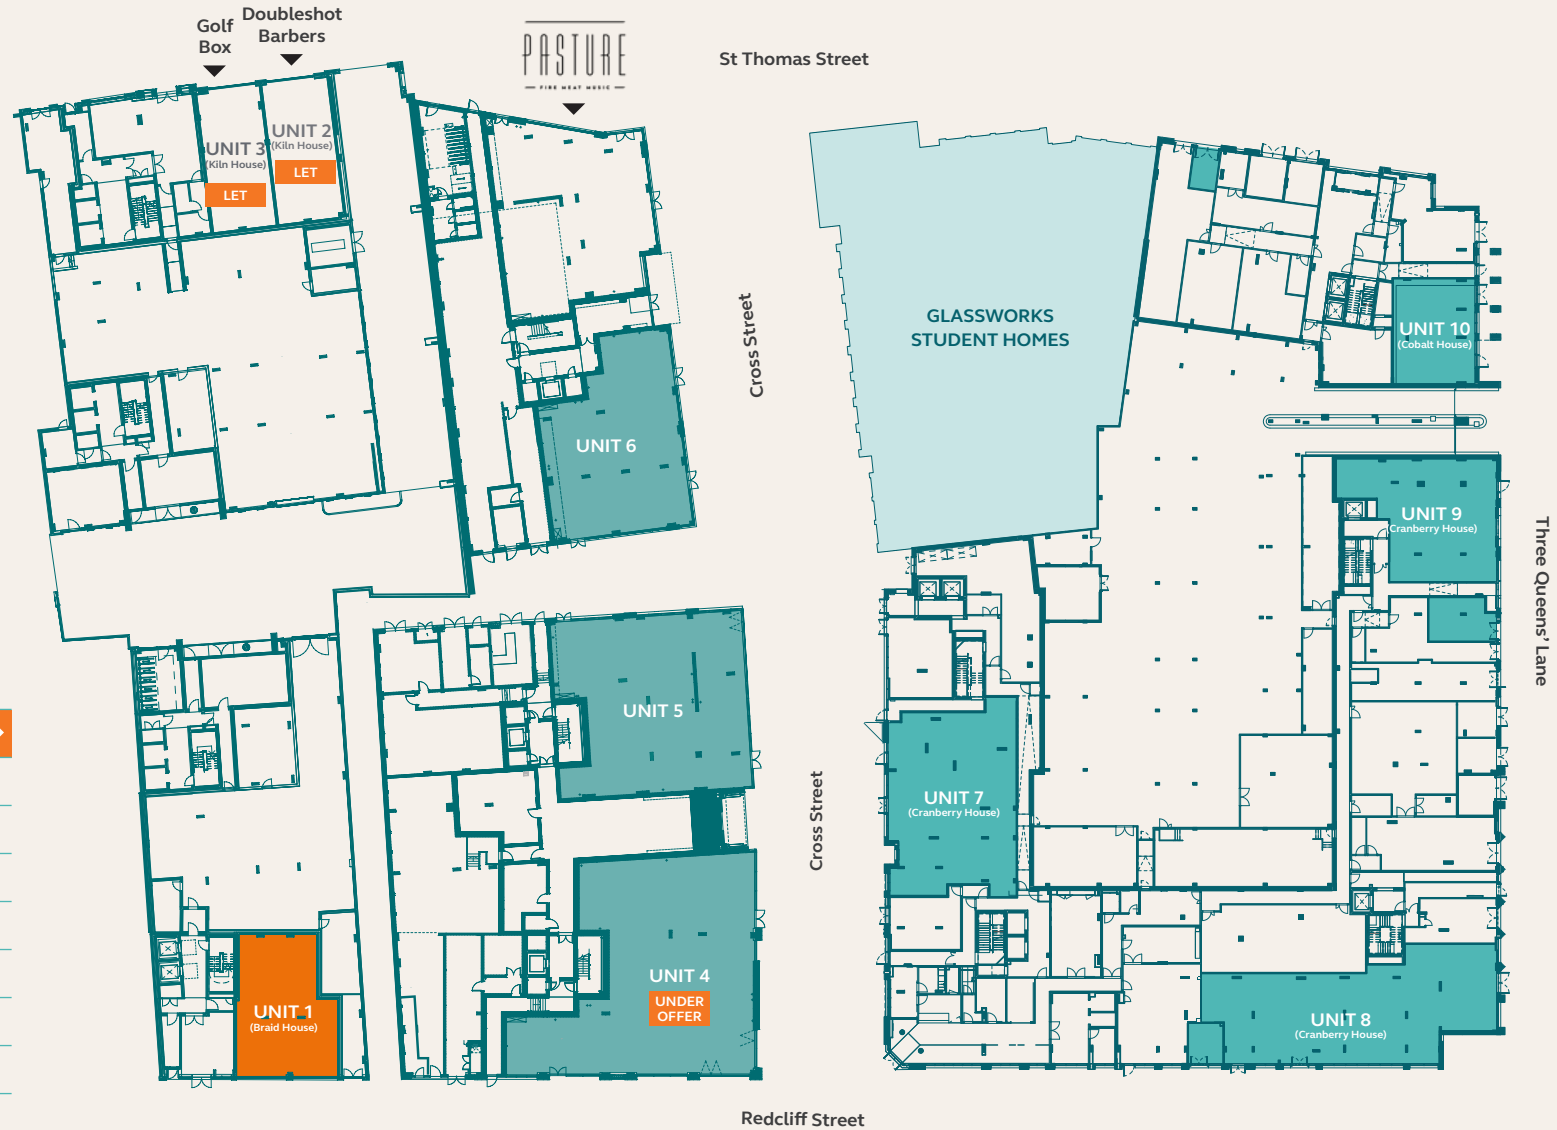 Golf
Box
Doubleshot
Barbers
PASTURE
FIRE MEAT MUSIC
St Thomas Street
UNIT 3
(Kiln House)
LET
UNIT 2
(Kiln House)
LET
Cross Street
UNIT 6
GLASSWORKS
STUDENT HOMES
UNIT 10
(Cobalt House)
UNIT 9
(Cranberry House)
Three Queens' Lane
UNIT 5
Cross Street
UNIT 7
(Cranberry House)
UNIT 4
UNDER
OFFER
UNIT 1
(Braid House)
UNIT 8
(Cranberry House)
Redcliff Street